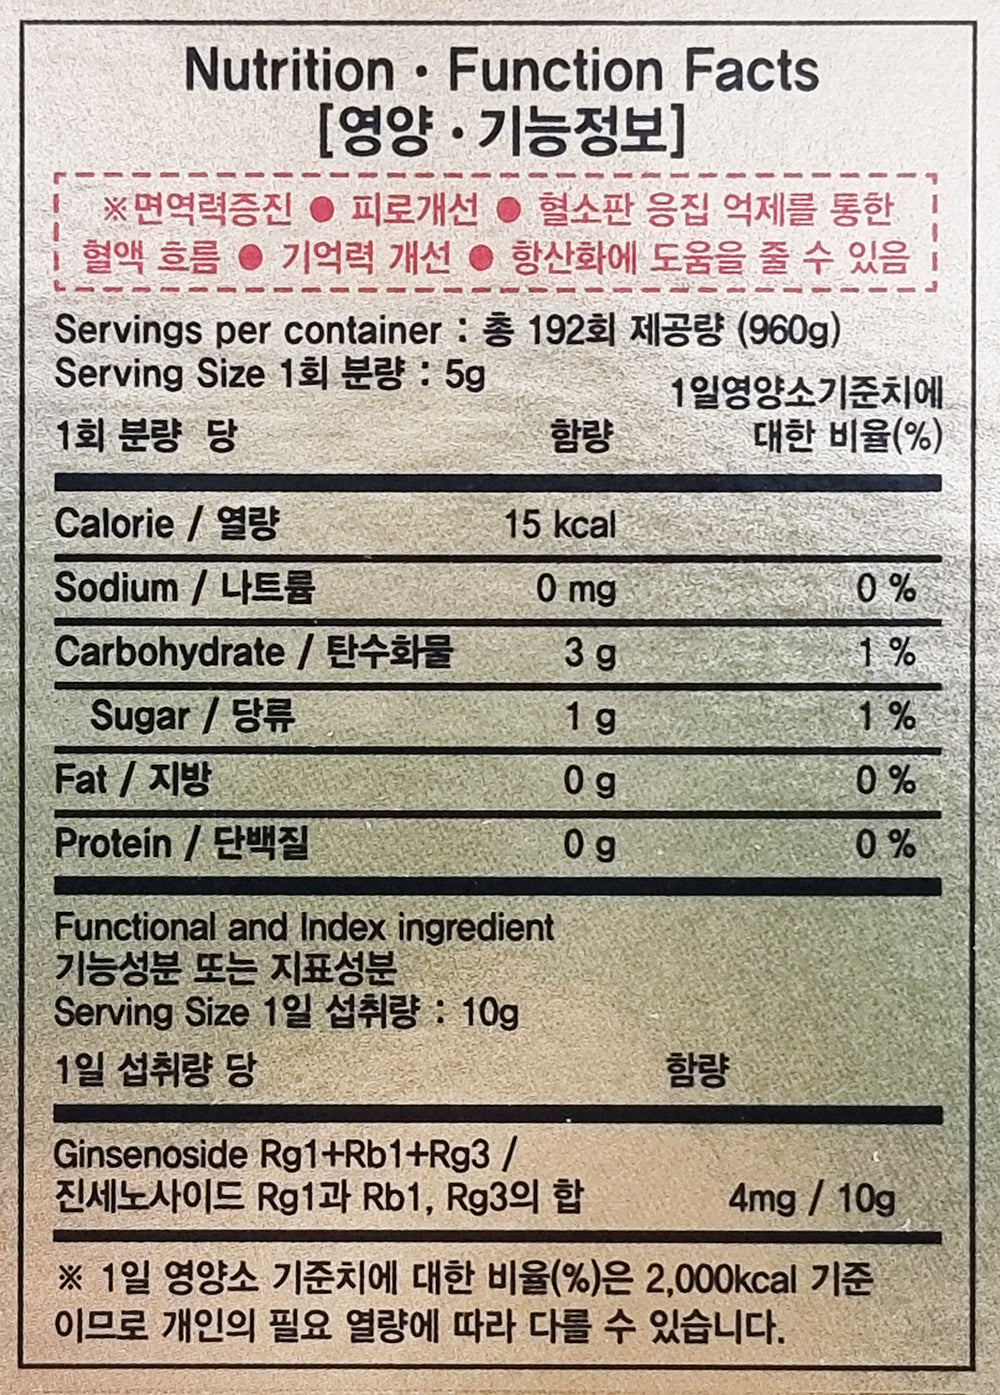 Nutrition · Function Facts
[영양 · 기능정보]
※면역력증진 ● 피로개선 ● 혈소판 응집 억제를 통한
혈액 흐름 ● 기억력 개선 ● 항산화에 도움을 줄 수 있음
Servings per container : 총 192회 제공량 (960g)
Serving Size 1회 분량 : 5g
1일영양소기준치에
1회 분량 당 함량 대한 비율(%)
Calorie / 열량 15 kcal
Sodium / 나트륨 0 mg 0 %
Carbohydrate / 탄수화물 3 g 1 %
Sugar / 당류 1 g 1 %
Fat / 지방 0 g 0 %
Protein / 단백질 0 g 0 %
Functional and Index ingredient
기능성분 또는 지표성분
Serving Size 1일 섭취량 : 10g
1일 섭취량 당 함량
Ginsenoside Rg1+Rb1+Rg3 /
진세노사이드 Rg1과 Rb1, Rg3의 합 4mg / 10g
※ 1일 영양소 기준치에 대한 비율(%)은 2,000kcal 기준
이므로 개인의 필요 열량에 따라 다를 수 있습니다.